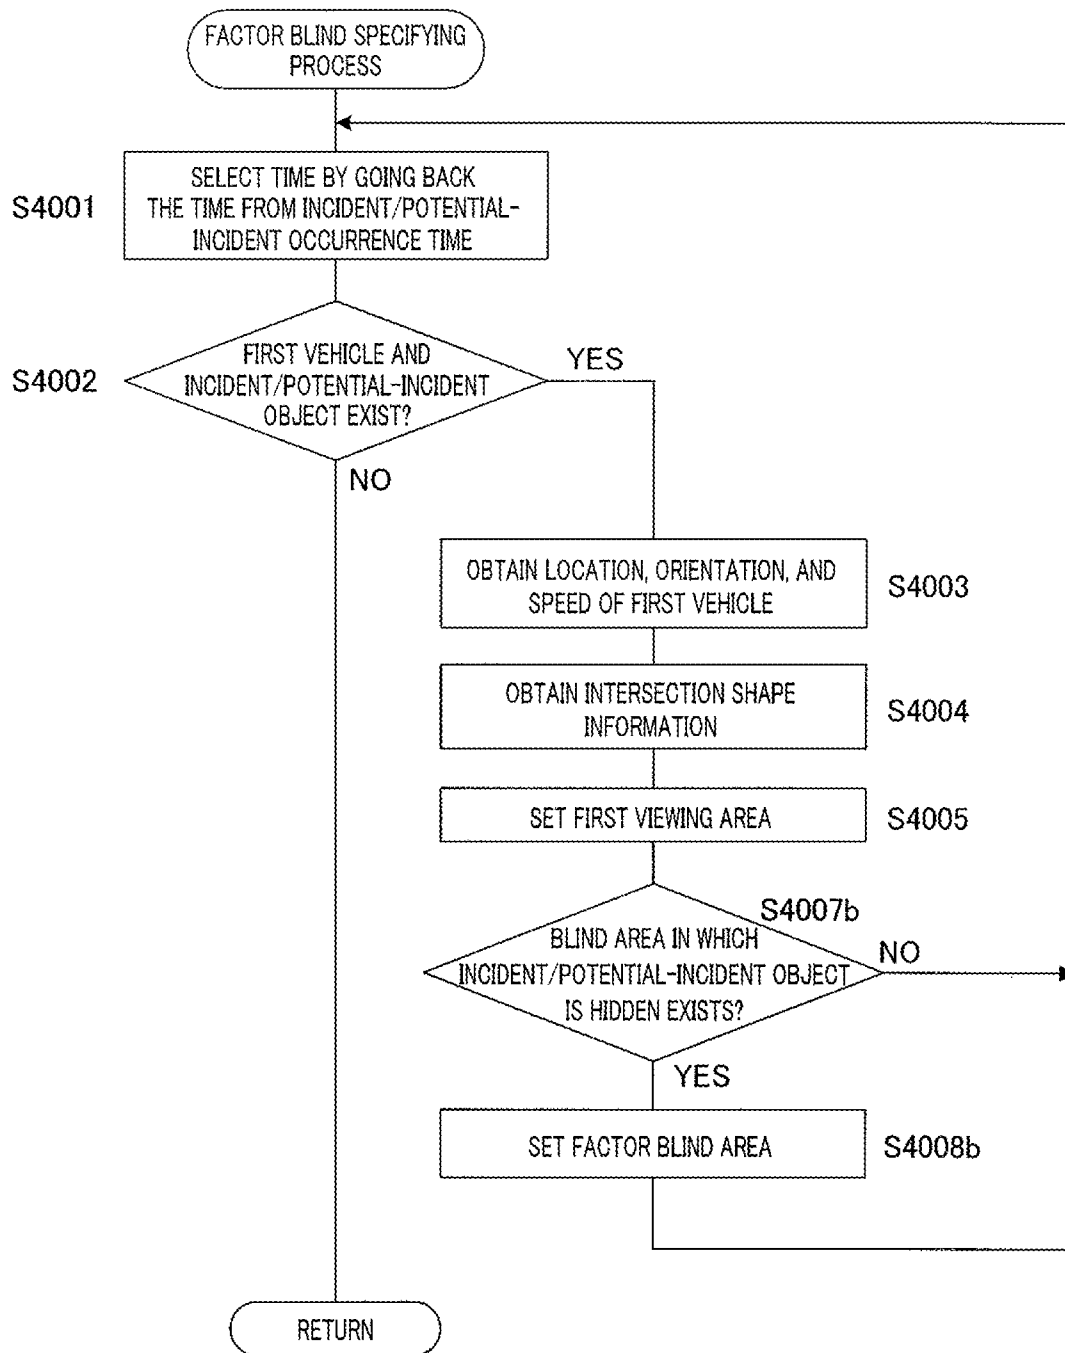 FACTOR BLIND SPECIFYING
PROCESS
S4001
SELECT TIME BY GOING BACK
THE TIME FROM INCIDENT/POTENTIAL-
INCIDENT OCCURRENCE TIME
S4002
FIRST VEHICLE AND
INCIDENT/POTENTIAL-INCIDENT
OBJECT EXIST?
YES
NO
OBTAIN LOCATION, ORIENTATION, AND
SPEED OF FIRST VEHICLE
S4003
OBTAIN INTERSECTION SHAPE
INFORMATION
S4004
SET FIRST VIEWING AREA
S4005
S4007b
BLIND AREA IN WHICH
INCIDENT/POTENTIAL-INCIDENT OBJECT
IS HIDDEN EXISTS?
NO
YES
SET FACTOR BLIND AREA
S4008b
RETURN